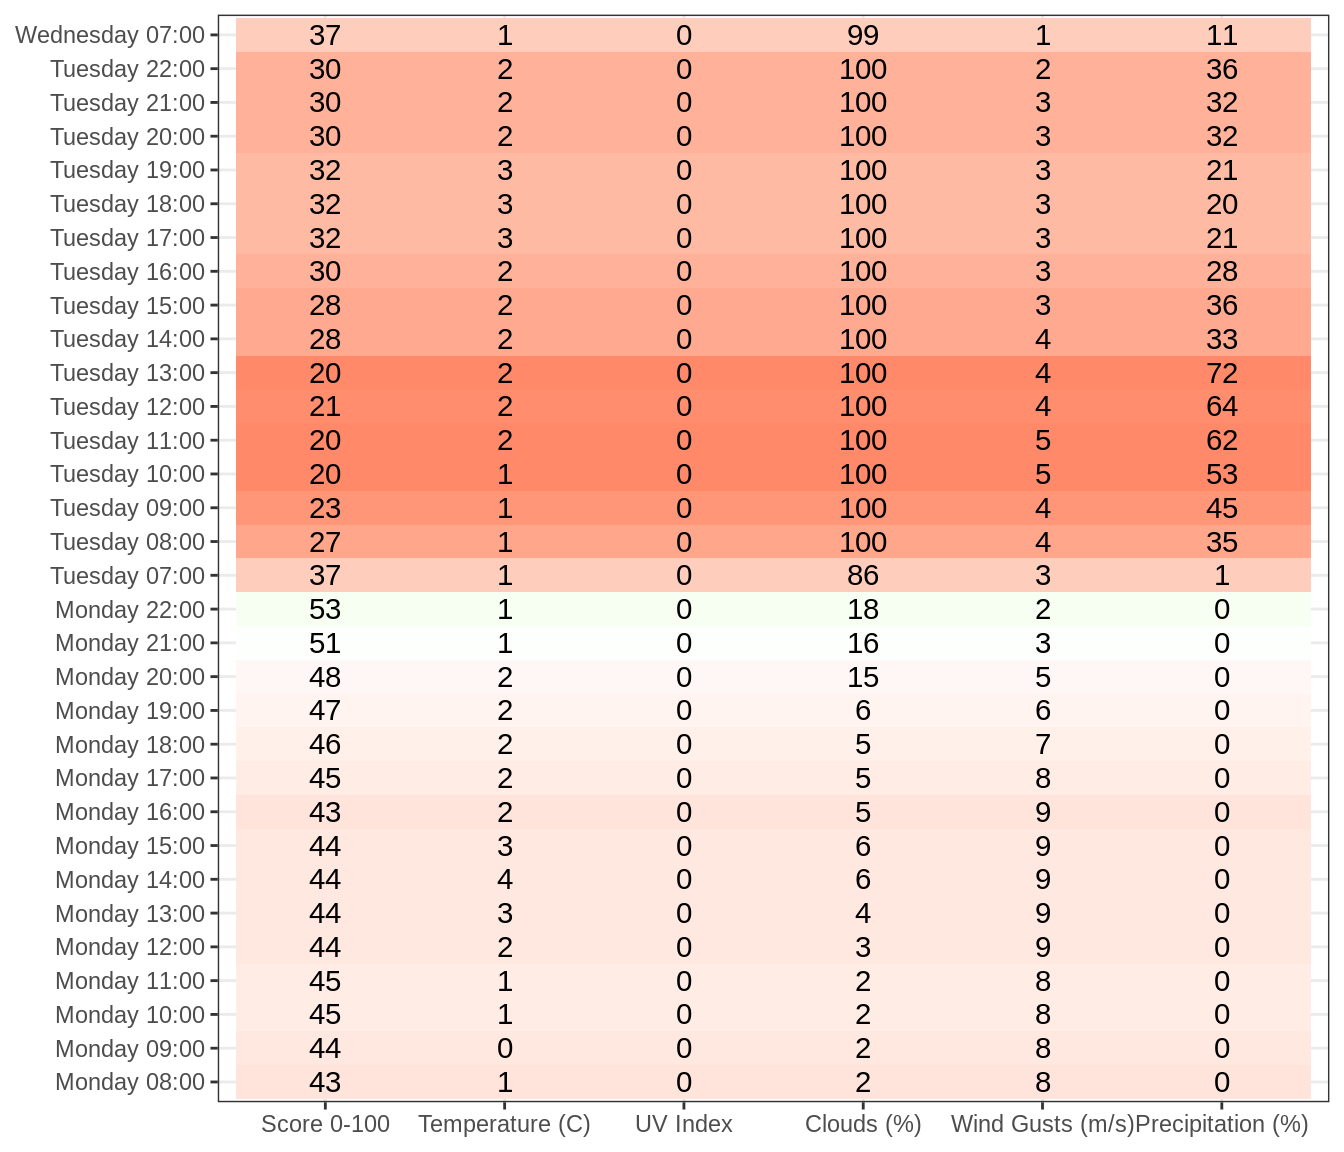 Wednesday 07:00 37 1 0 99 1 11
Tuesday 22:00 30 2 0 100 2 36
Tuesday 21:00 30 2 0 100 3 32
Tuesday 20:00 30 2 0 100 3 32
Tuesday 19:00 32 3 0 100 3 21
Tuesday 18:00 32 3 0 100 3 20
Tuesday 17:00 32 3 0 100 3 21
Tuesday 16:00 30 2 0 100 3 28
Tuesday 15:00 28 2 0 100 3 36
Tuesday 14:00 28 2 0 100 4 33
Tuesday 13:00 20 2 0 100 4 72
Tuesday 12:00 21 2 0 100 4 64
Tuesday 11:00 20 2 0 100 5 62
Tuesday 10:00 20 1 0 100 5 53
Tuesday 09:00 23 1 0 100 4 45
Tuesday 08:00 27 1 0 100 4 35
Tuesday 07:00 37 1 0 86 3 1
Monday 22:00 53 1 0 18 2 0
Monday 21:00 51 1 0 16 3 0
Monday 20:00 48 2 0 15 5 0
Monday 19:00 47 2 0 6 6 0
Monday 18:00 46 2 0 5 7 0
Monday 17:00 45 2 0 5 8 0
Monday 16:00 43 2 0 5 9 0
Monday 15:00 44 3 0 6 9 0
Monday 14:00 44 4 0 6 9 0
Monday 13:00 44 3 0 4 9 0
Monday 12:00 44 2 0 3 9 0
Monday 11:00 45 1 0 2 8 0
Monday 10:00 45 1 0 2 8 0
Monday 09:00 44 0 0 2 8 0
Monday 08:00 43 1 0 2 8 0
Score 0-100 Temperature (C) UV Index Clouds (%) Wind Gusts (m/s) Precipitation (%)